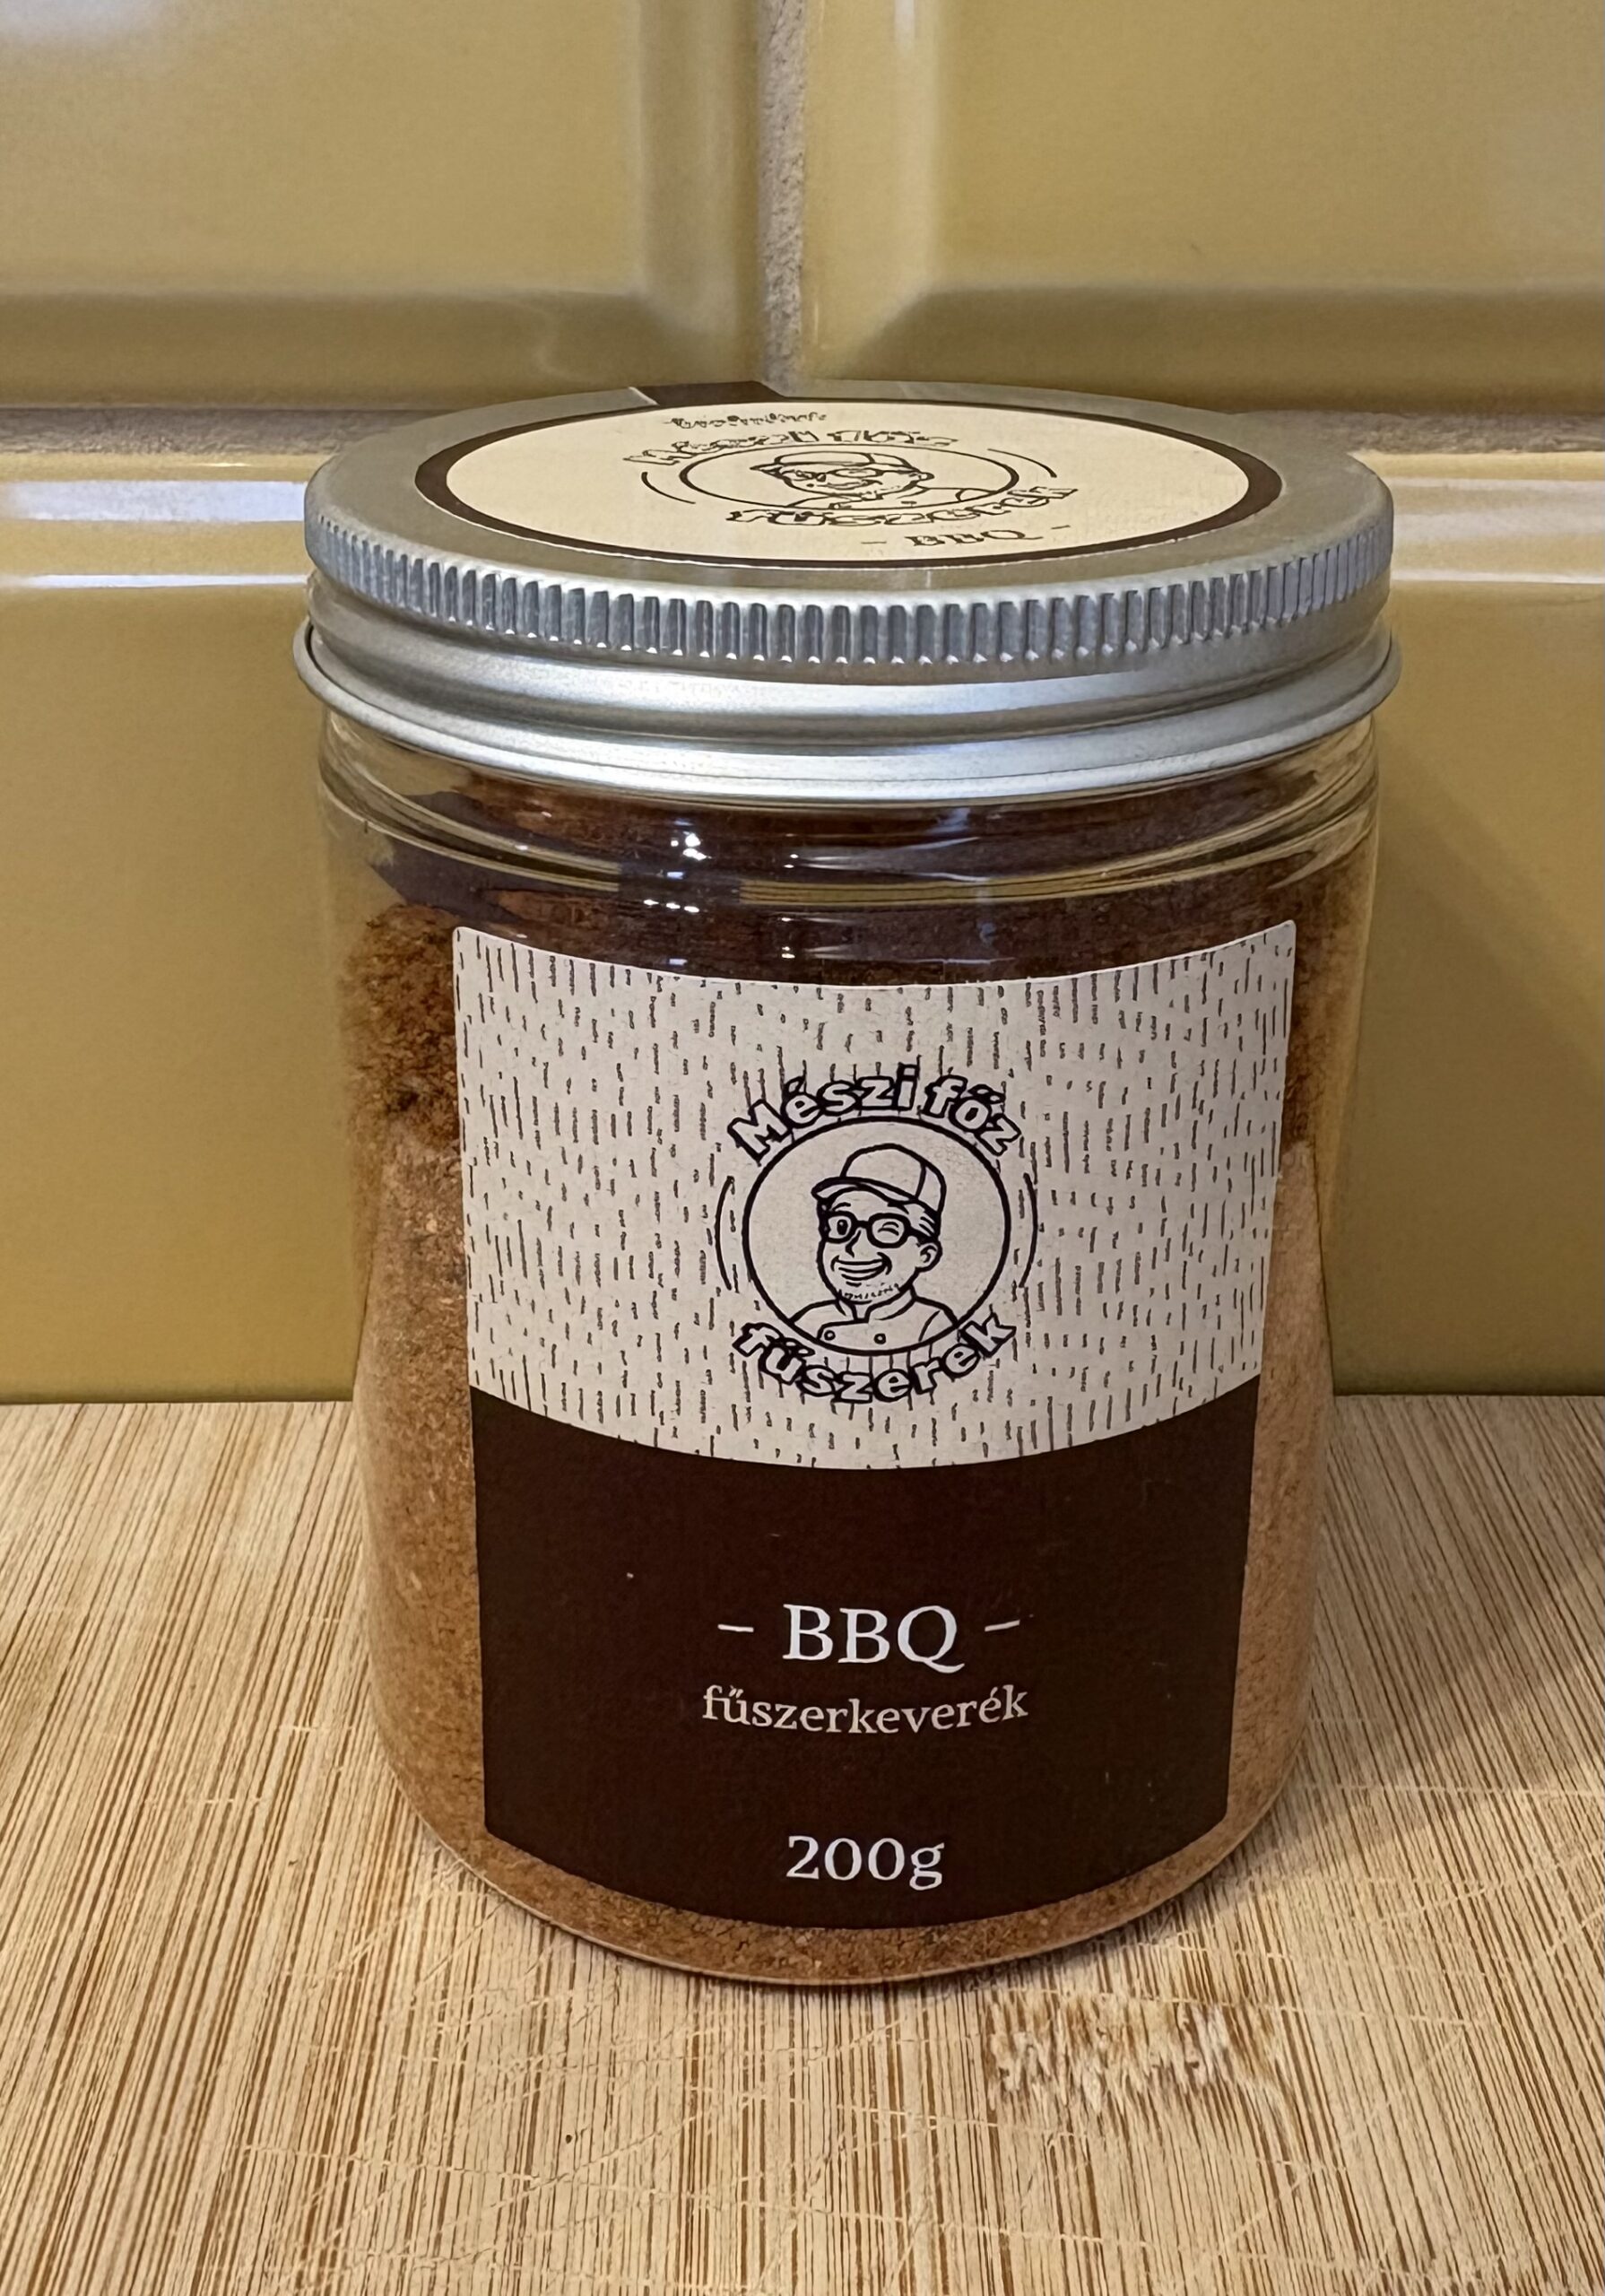 Mészi főz
fűszerek
- BBQ -
Mészi főz
fűszerek
- BBQ -
fűszerkeverék
200g